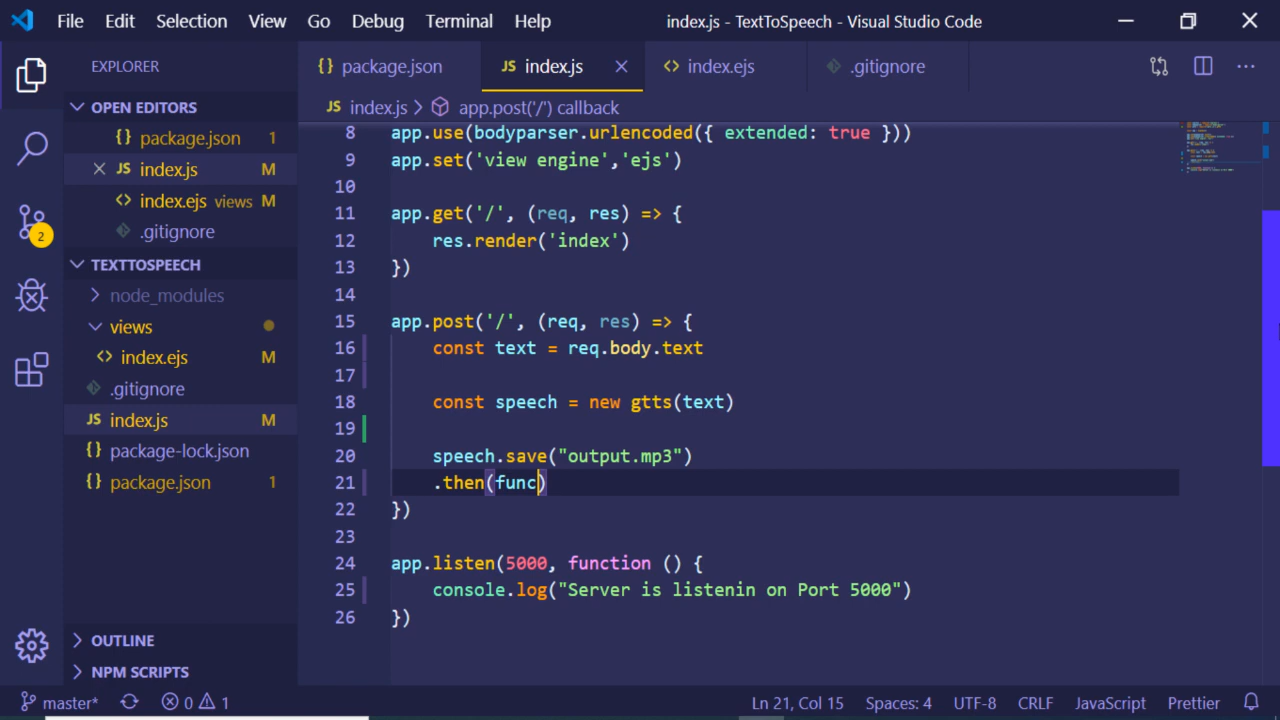 File Edit Selection View Go Debug Terminal Help index.js - TextToSpeech - Visual Studio Code
EXPLORER
{} package.json JS index.js <> index.ejs .gitignore
OPEN EDITORS
{} package.json 1
JS index.js M
<> index.ejs views M
.gitignore
TEXTTOSPEECH
node_modules
views
<> index.ejs M
.gitignore
JS index.js M
{} package-lock.json
{} package.json 1
OUTLINE
NPM SCRIPTS
JS index.js > app.post('/') callback
8 app.use(bodyparser.urlencoded({ extended: true }))
9 app.set('view engine','ejs')
10
11 app.get('/', (req, res) => {
12 res.render('index')
13 })
14
15 app.post('/', (req, res) => {
16 const text = req.body.text
17
18 const speech = new gtts(text)
19
20 speech.save("output.mp3")
21 .then(func)
22 })
23
24 app.listen(5000, function () {
25 console.log("Server is listenin on Port 5000")
26 })
2
master* 0 1 Ln 21, Col 15 Spaces: 4 UTF-8 CRLF JavaScript Prettier